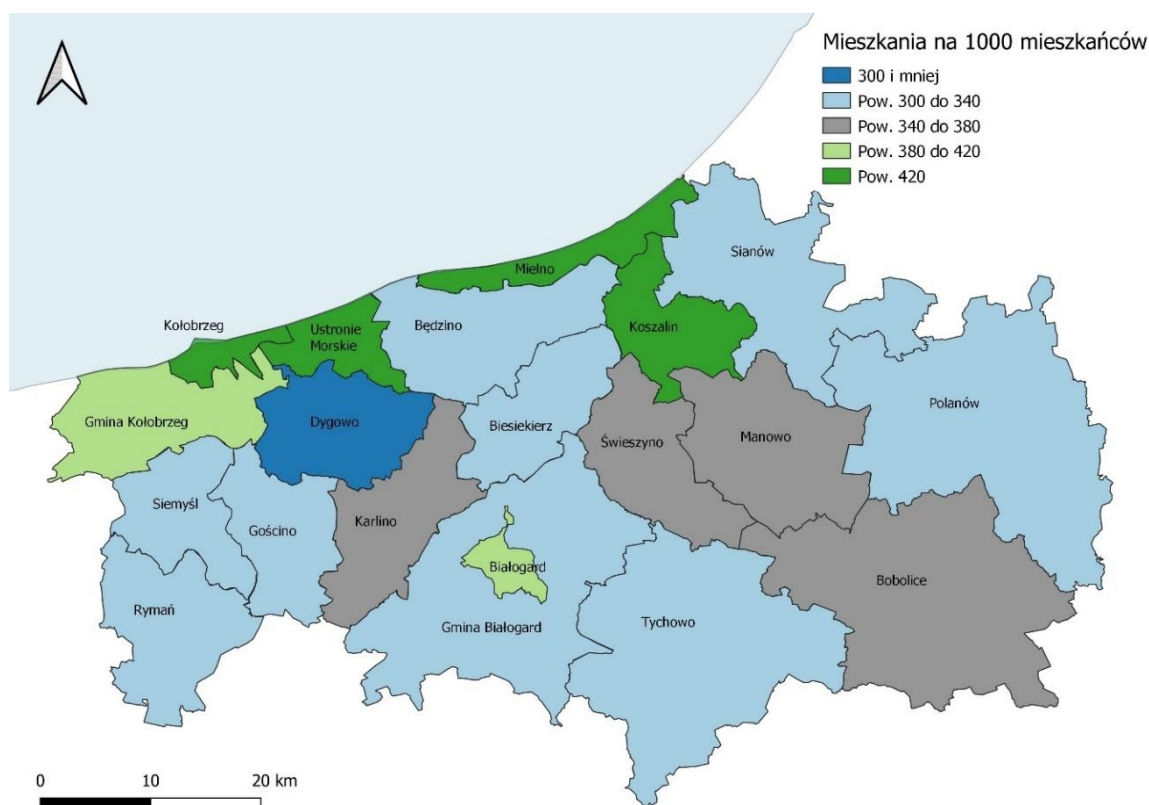 Mieszkania na 1000 mieszkańców
300 i mniej
Pow. 300 do 340
Pow. 340 do 380
Pow. 380 do 420
Pow. 420
Sianów
Mielno
Kołobrzeg
Ustronie
Morskie
Będzino
Koszalin
Polanów
Gmina Kołobrzeg
Dygowo
Biesiekierz
Świeszyno
Manowo
Siemyśl
Gościno
Karlino
Białogard
Bobolice
Rymań
Gmina Białogard
Tychowo
0 10 20 km